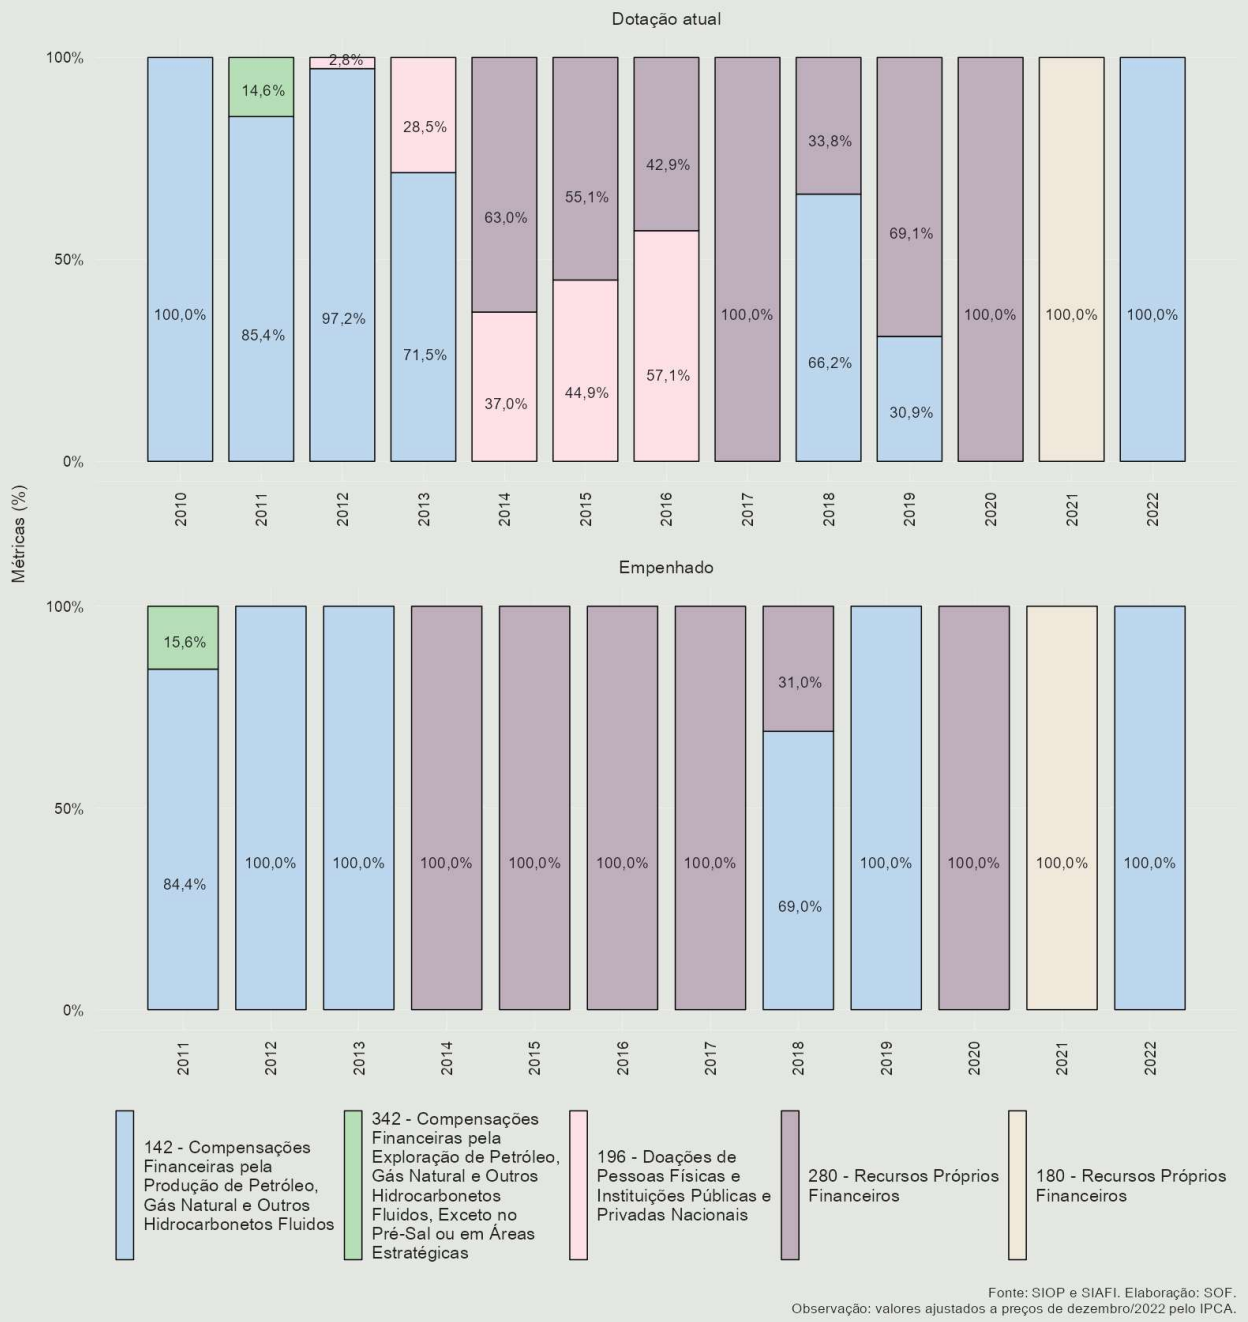 Dotação atual
100%
50%
0%
100,0%
14,6%
85,4%
2,8%
97,2%
28,5%
71,5%
63,0%
37,0%
55,1%
44,9%
42,9%
57,1%
100,0%
33,8%
66,2%
69,1%
30,9%
100,0%
100,0%
100,0%
2010
2011
2012
2013
2014
2015
2016
2017
2018
2019
2020
2021
2022
Métricas (%)
Empenhado
100%
50%
0%
15,6%
84,4%
100,0%
100,0%
100,0%
100,0%
100,0%
100,0%
31,0%
69,0%
100,0%
100,0%
100,0%
100,0%
2011
2012
2013
2014
2015
2016
2017
2018
2019
2020
2021
2022
142 - Compensações
Financeiras pela
Produção de Petróleo,
Gás Natural e Outros
Hidrocarbonetos Fluidos
342 - Compensações
Financeiras pela
Exploração de Petróleo,
Gás Natural e Outros
Hidrocarbonetos
Fluidos, Exceto no
Pré-Sal ou em Áreas
Estratégicas
196 - Doações de
Pessoas Físicas e
Instituições Públicas e
Privadas Nacionais
280 - Recursos Próprios
Financeiros
180 - Recursos Próprios
Financeiros
Fonte: SIOP e SIAFI. Elaboração: SOF.
Observação: valores ajustados a preços de dezembro/2022 pelo IPCA.